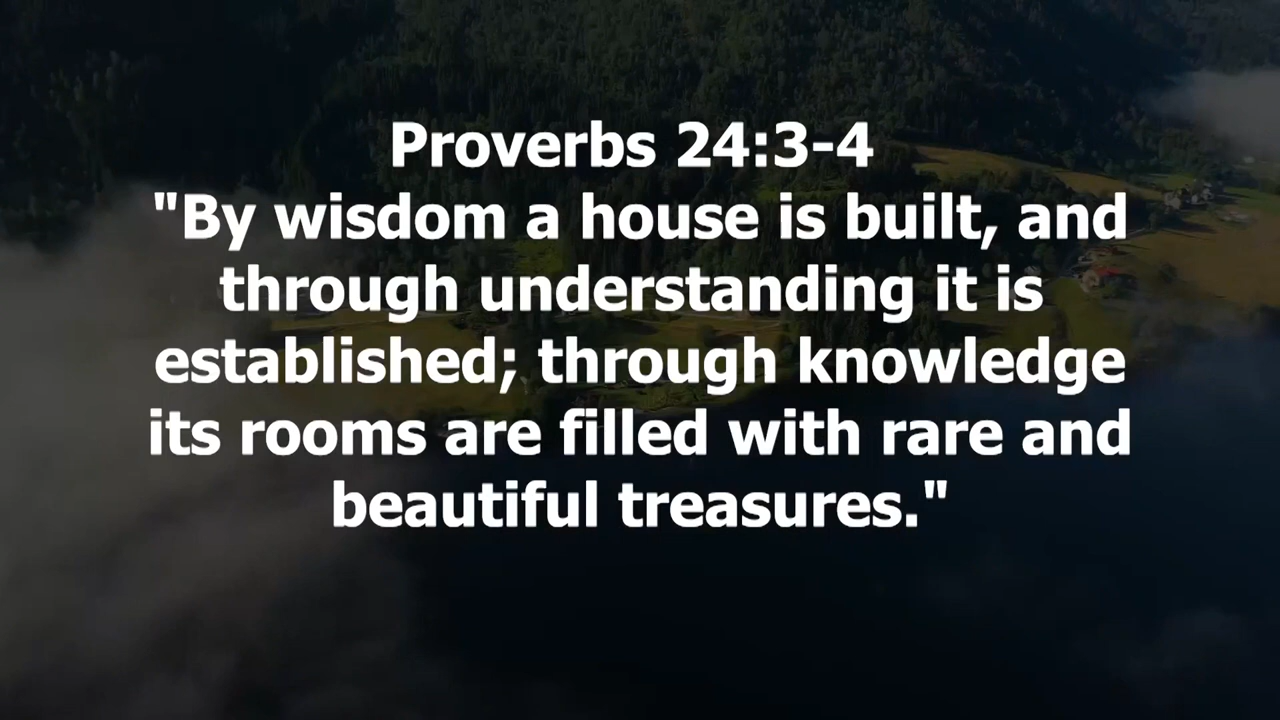 Proverbs 24:3-4
"By wisdom a house is built, and
through understanding it is
established; through knowledge
its rooms are filled with rare and
beautiful treasures."